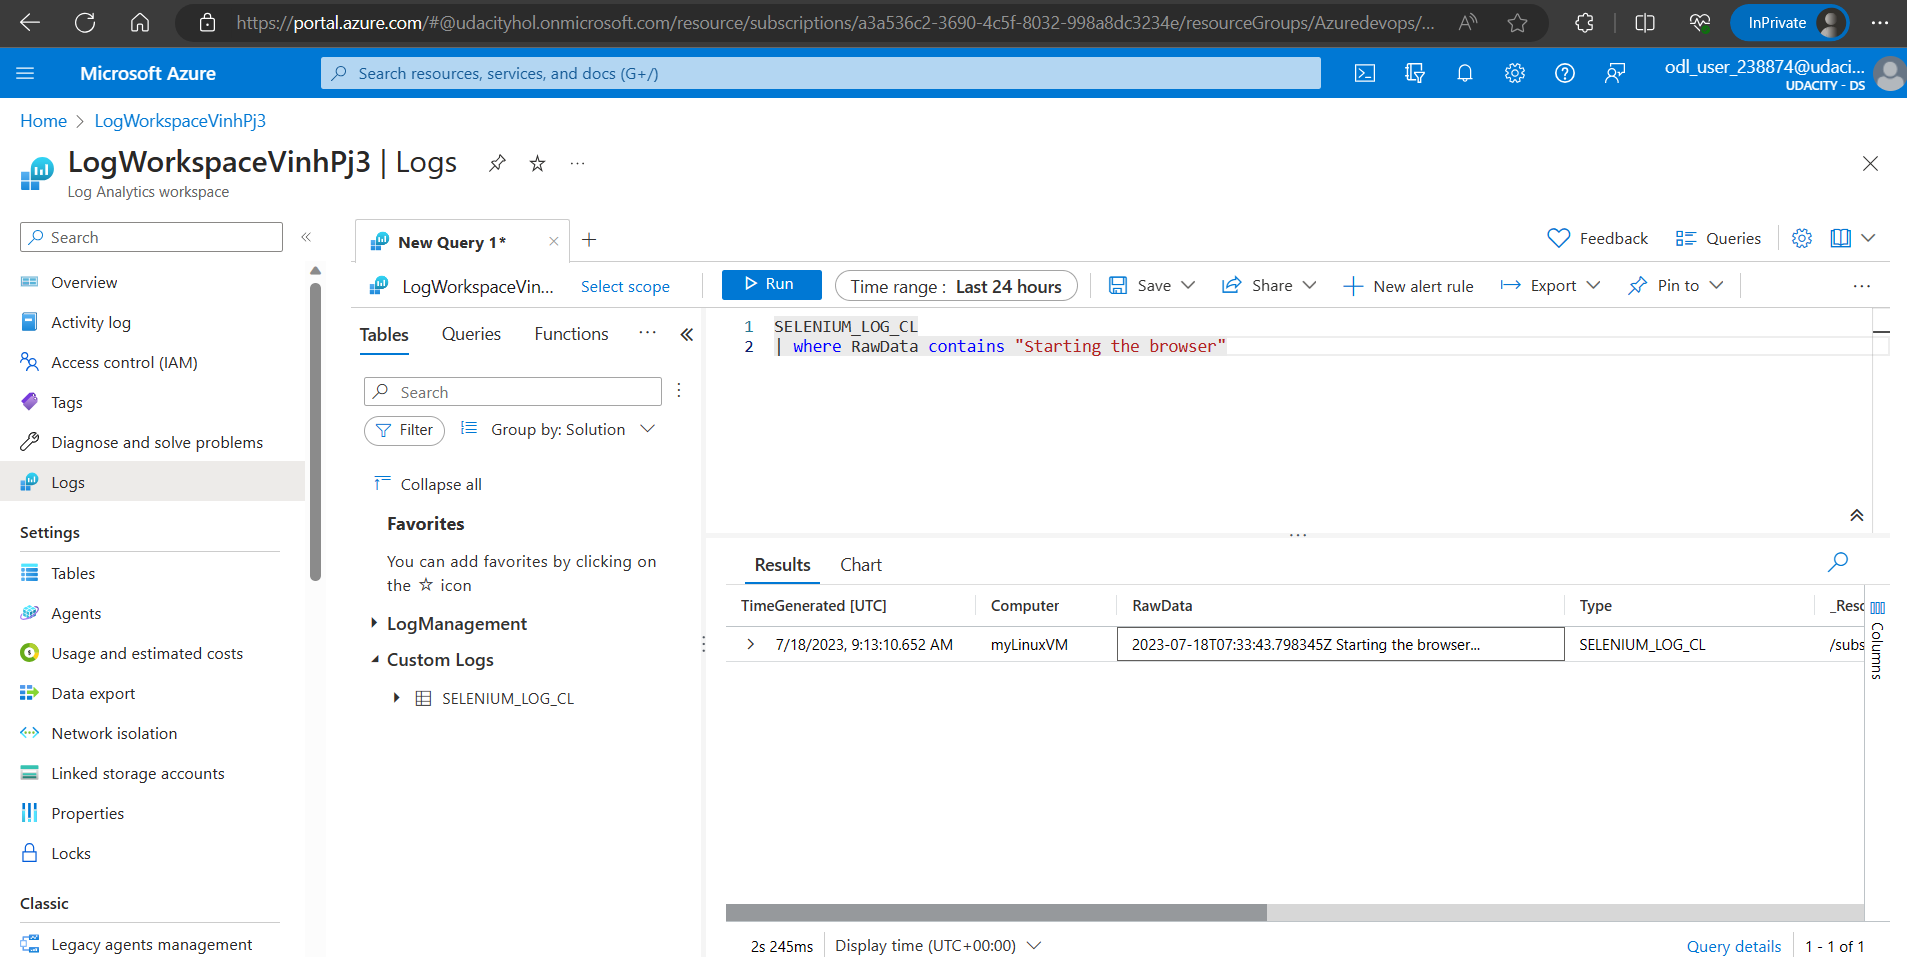 https://portal.azure.com/#@udacityhol.onmicrosoft.com/resource/subscriptions/a3a536c2-3690-4c5f-8032-998a8dc3234e/resourceGroups/Azuredevops/...
InPrivate
Microsoft Azure
Search resources, services, and docs (G+/)
odl_user_238874@udaci...
UDACITY - DS
Home > LogWorkspaceVinhPj3
LogWorkspaceVinhPj3 | Logs
Log Analytics workspace
Search
Overview
Activity log
Access control (IAM)
Tags
Diagnose and solve problems
Logs
Settings
Tables
Agents
Usage and estimated costs
Data export
Network isolation
Linked storage accounts
Properties
Locks
Classic
Legacy agents management
New Query 1*
Feedback
Queries
LogWorkspaceVin...
Select scope
Run
Time range : Last 24 hours
Save
Share
New alert rule
Export
Pin to
Tables
Queries
Functions
Search
Filter
Group by: Solution
Collapse all
Favorites
You can add favorites by clicking on
the ☆ icon
LogManagement
Custom Logs
SELENIUM_LOG_CL
1 SELENIUM_LOG_CL
2 | where RawData contains "Starting the browser"
Results
Chart
TimeGenerated [UTC] Computer RawData Type _Resc
7/18/2023, 9:13:10.652 AM myLinuxVM 2023-07-18T07:33:43.798345Z Starting the browser... SELENIUM_LOG_CL /subs
Columns
2s 245ms
Display time (UTC+00:00)
Query details
1 - 1 of 1